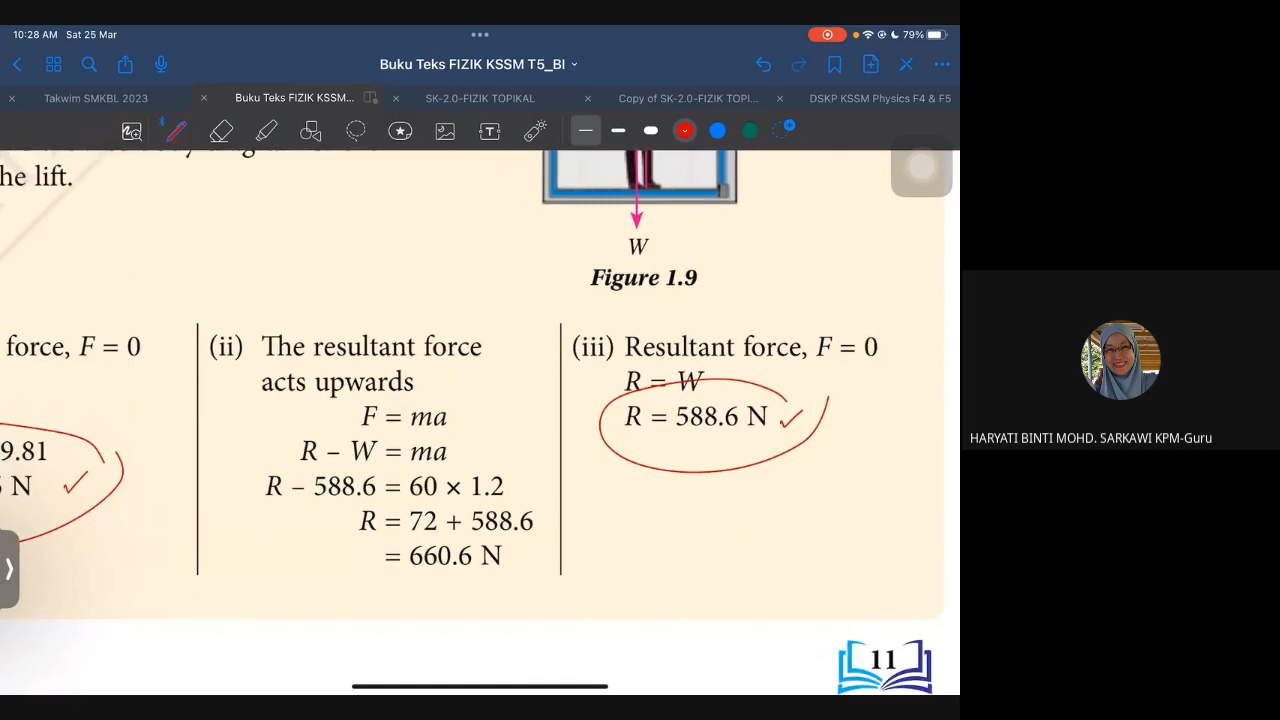 10:28 AM Sat 25 Mar
79%
Buku Teks FIZIK KSSM T5_BI
Takwim SMKBL 2023
Buku Teks FIZIK KSSM...
SK-2.0-FIZIK TOPIKAL
Copy of SK-2.0-FIZIK TOPI...
DSKP KSSM Physics F4 & F5
he lift.
W
Figure 1.9
force, F = 0
9.81
N
(ii) The resultant force
acts upwards
F = ma
R – W = ma
R – 588.6 = 60 × 1.2
R = 72 + 588.6
= 660.6 N
(iii) Resultant force, F = 0
R = W
R = 588.6 N
11
HARYATI BINTI MOHD. SARKAWI KPM-Guru